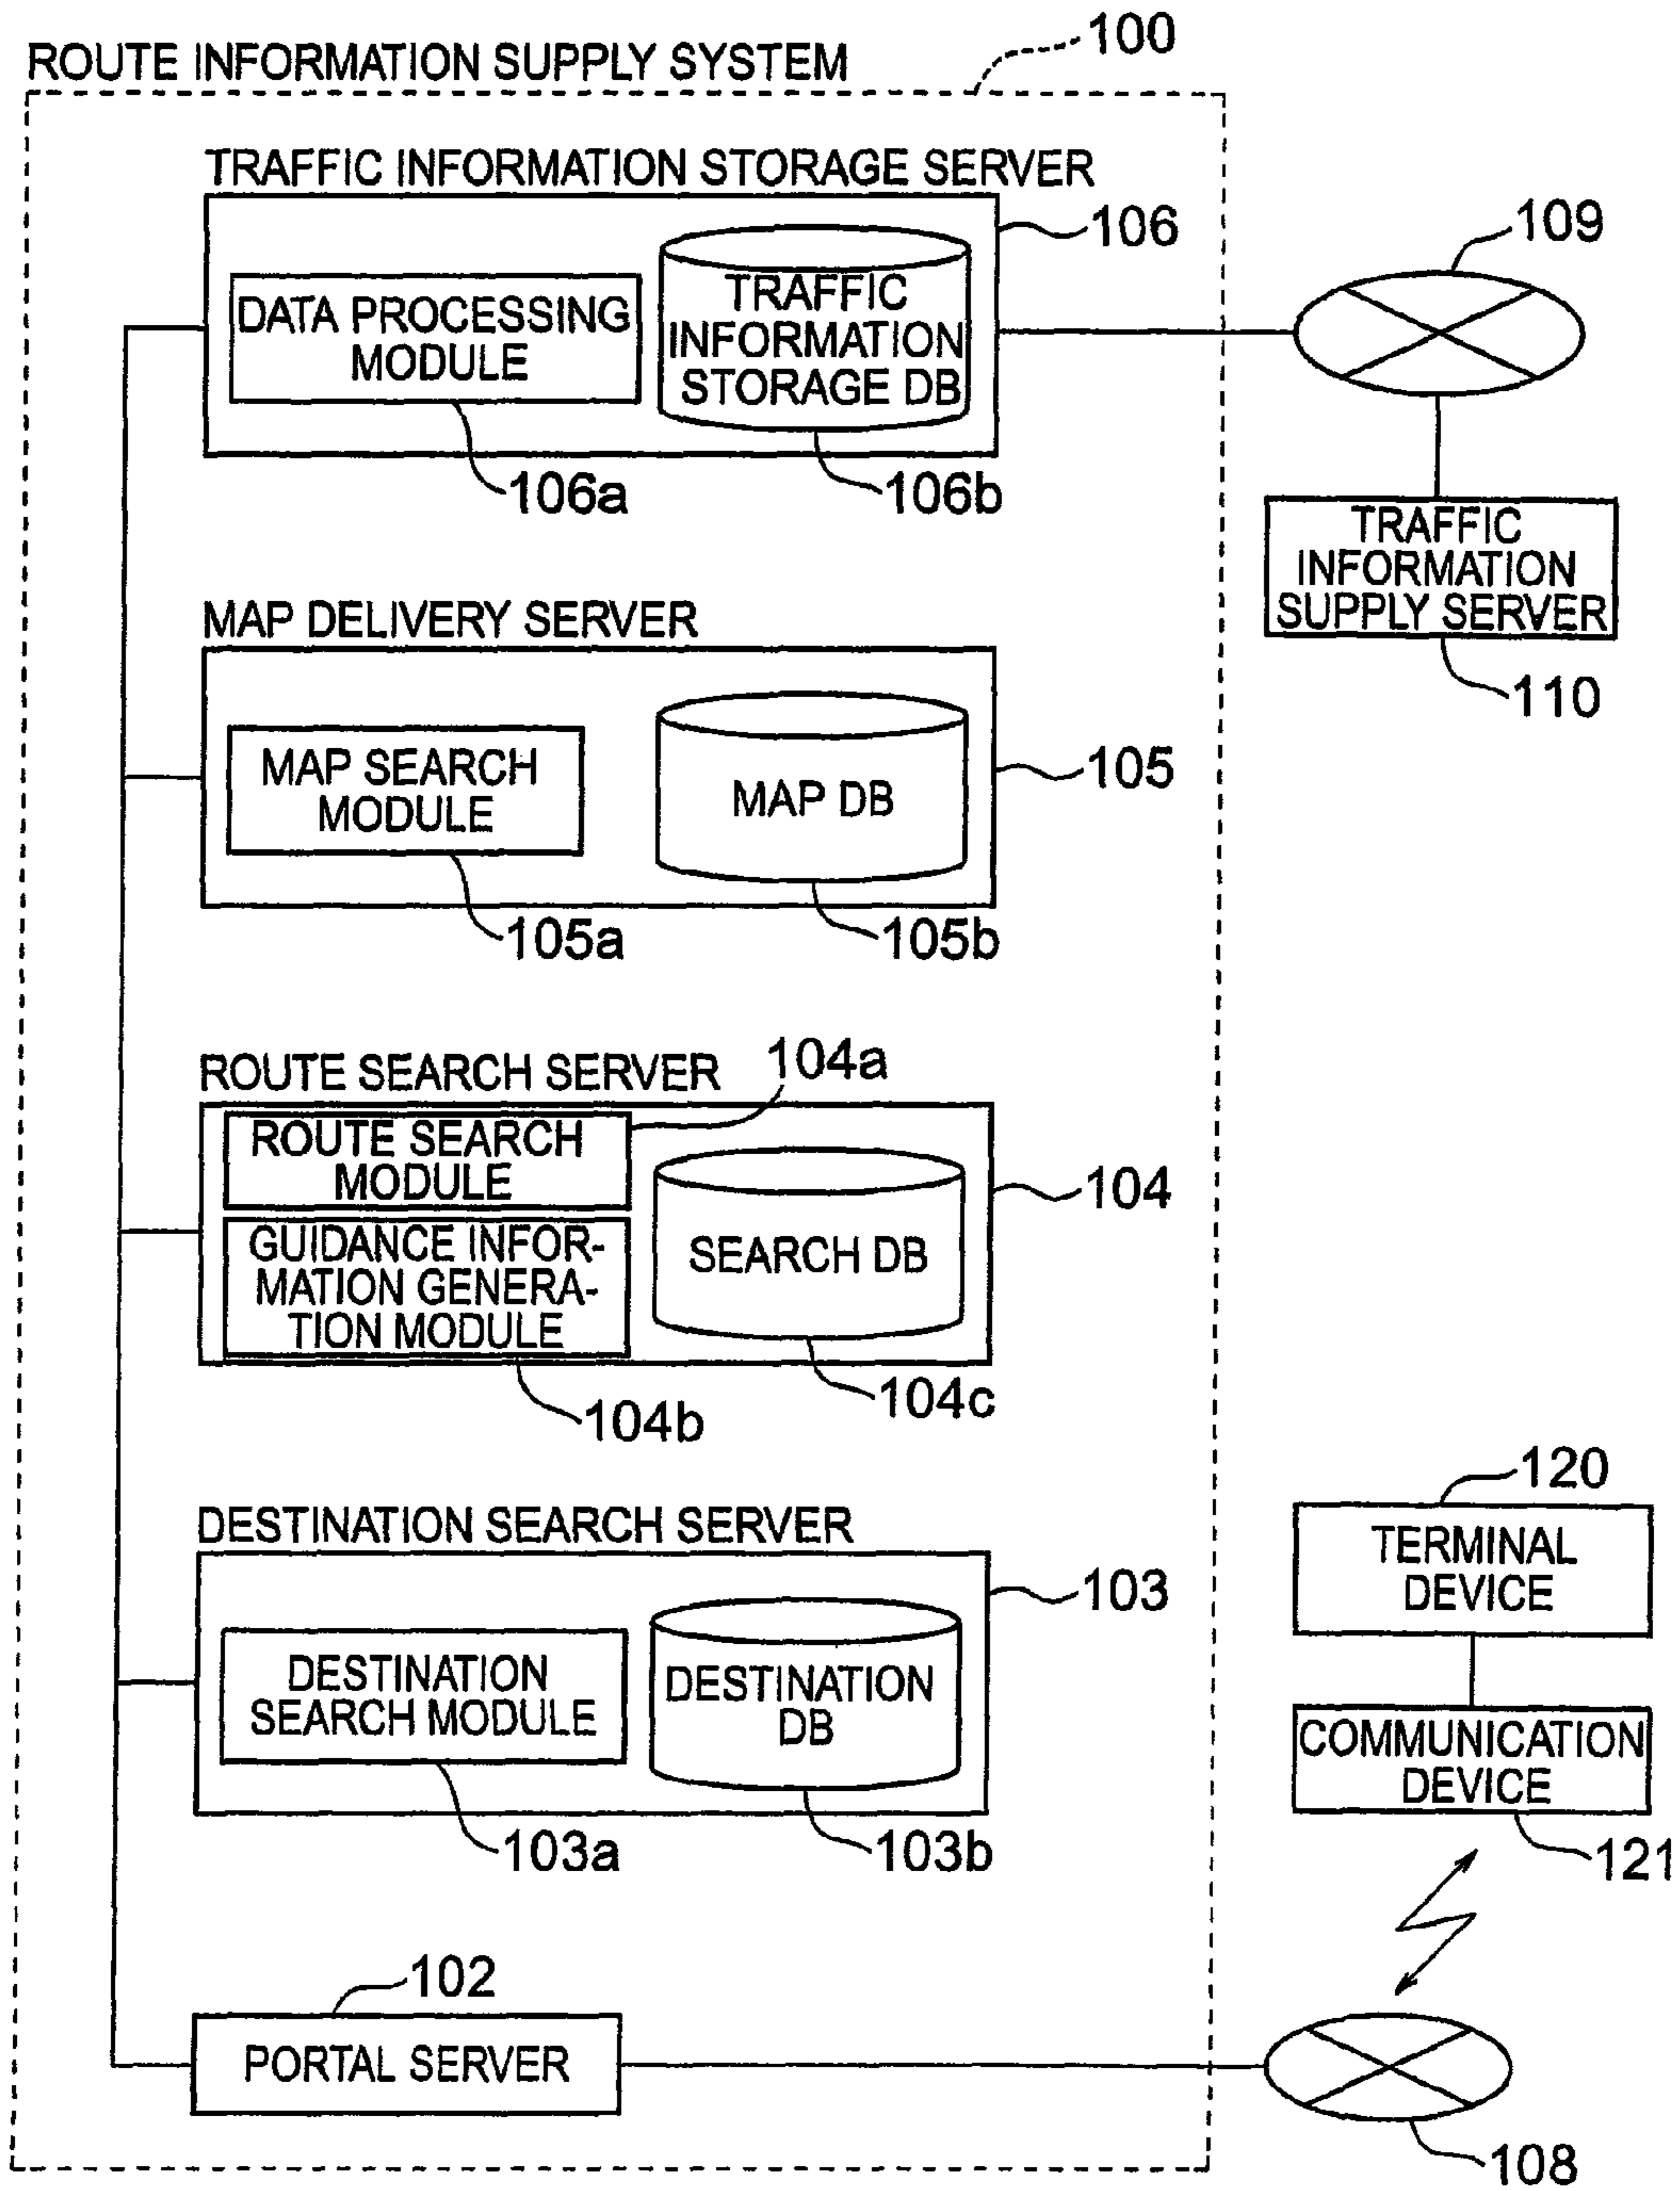 100
ROUTE INFORMATION SUPPLY SYSTEM
TRAFFIC INFORMATION STORAGE SERVER
106
109
DATA PROCESSING
MODULE
TRAFFIC
INFORMATION
STORAGE DB
106a
106b
TRAFFIC
INFORMATION
SUPPLY SERVER
110
MAP DELIVERY SERVER
MAP SEARCH
MODULE
MAP DB
105
105a
105b
ROUTE SEARCH SERVER
104a
ROUTE SEARCH
MODULE
GUIDANCE INFOR-
MATION GENERA-
TION MODULE
SEARCH DB
104
104b
104c
120
TERMINAL
DEVICE
DESTINATION SEARCH SERVER
103
DESTINATION
SEARCH MODULE
DESTINATION
DB
COMMUNICATION
DEVICE
103a
103b
121
102
PORTAL SERVER
108